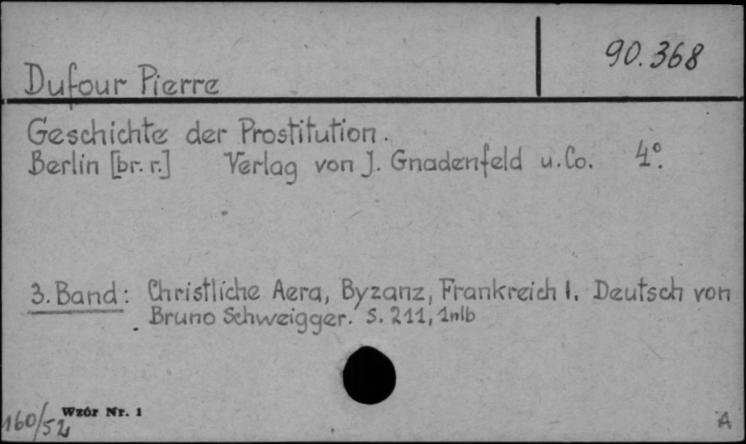 90.368
Dufour Pierre
Geschichte der Prostitution.
Berlin [br. r.] Verlag von J. Gnadenfeld u. Co. 4°.
3. Band: Christliche Aera, Byzanz, Frankreich I. Deutsch von
Bruno Schweigger. S. 211, 1nlb
Wzór Nr. 1
160/52
A